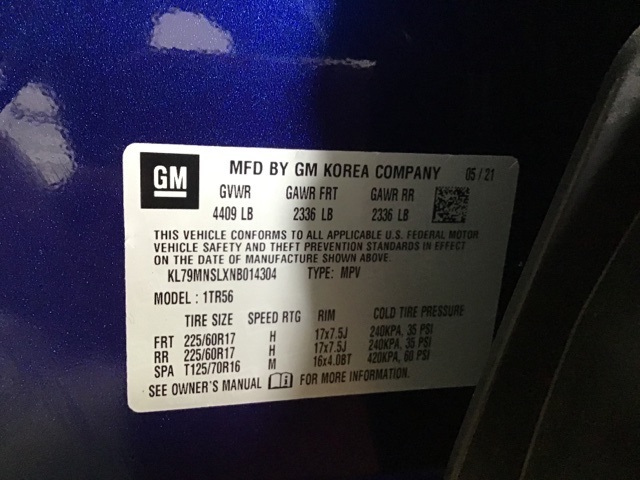 GM MFD BY GM KOREA COMPANY 05/21
GVWR GAWR FRT GAWR RR
4409 LB 2336 LB 2336 LB
THIS VEHICLE CONFORMS TO ALL APPLICABLE U.S. FEDERAL MOTOR
VEHICLE SAFETY AND THEFT PREVENTION STANDARDS IN EFFECT
ON THE DATE OF MANUFACTURE SHOWN ABOVE.
KL79MNSLXNB014304 TYPE: MPV
MODEL : 1TR56
TIRE SIZE SPEED RTG RIM COLD TIRE PRESSURE
FRT 225/60R17 H 17x7.5J 240KPA, 35 PSI
RR 225/60R17 H 17x7.5J 240KPA, 35 PSI
SPA T125/70R16 M 16x4.0BT 420KPA, 60 PSI
SEE OWNER'S MANUAL FOR MORE INFORMATION.